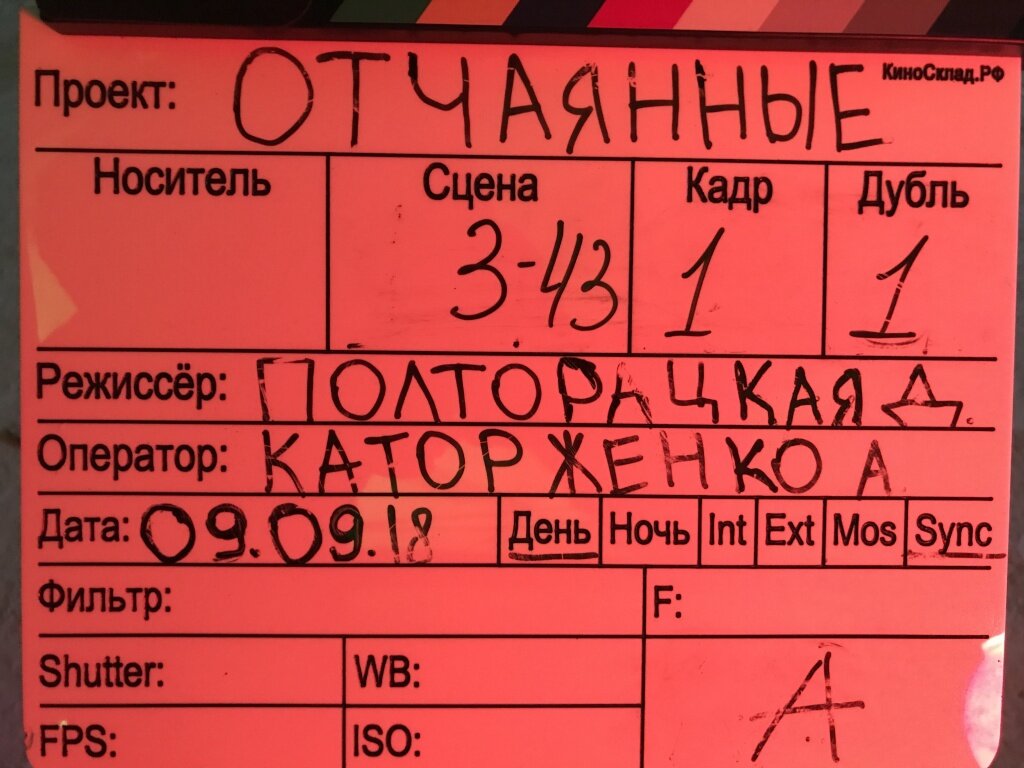 КиноСклад.РФ
Проект: ОТЧАЯННЫЕ
Носитель Сцена Кадр Дубль
3-43 1 1
Режиссёр: ПОЛТОРАЦКАЯ Д.
Оператор: КАТОРЖЕНКО А
Дата: 09.09.18 День Ночь Int Ext Mos Sync
Фильтр: F:
Shutter: WB: A
FPS: ISO: